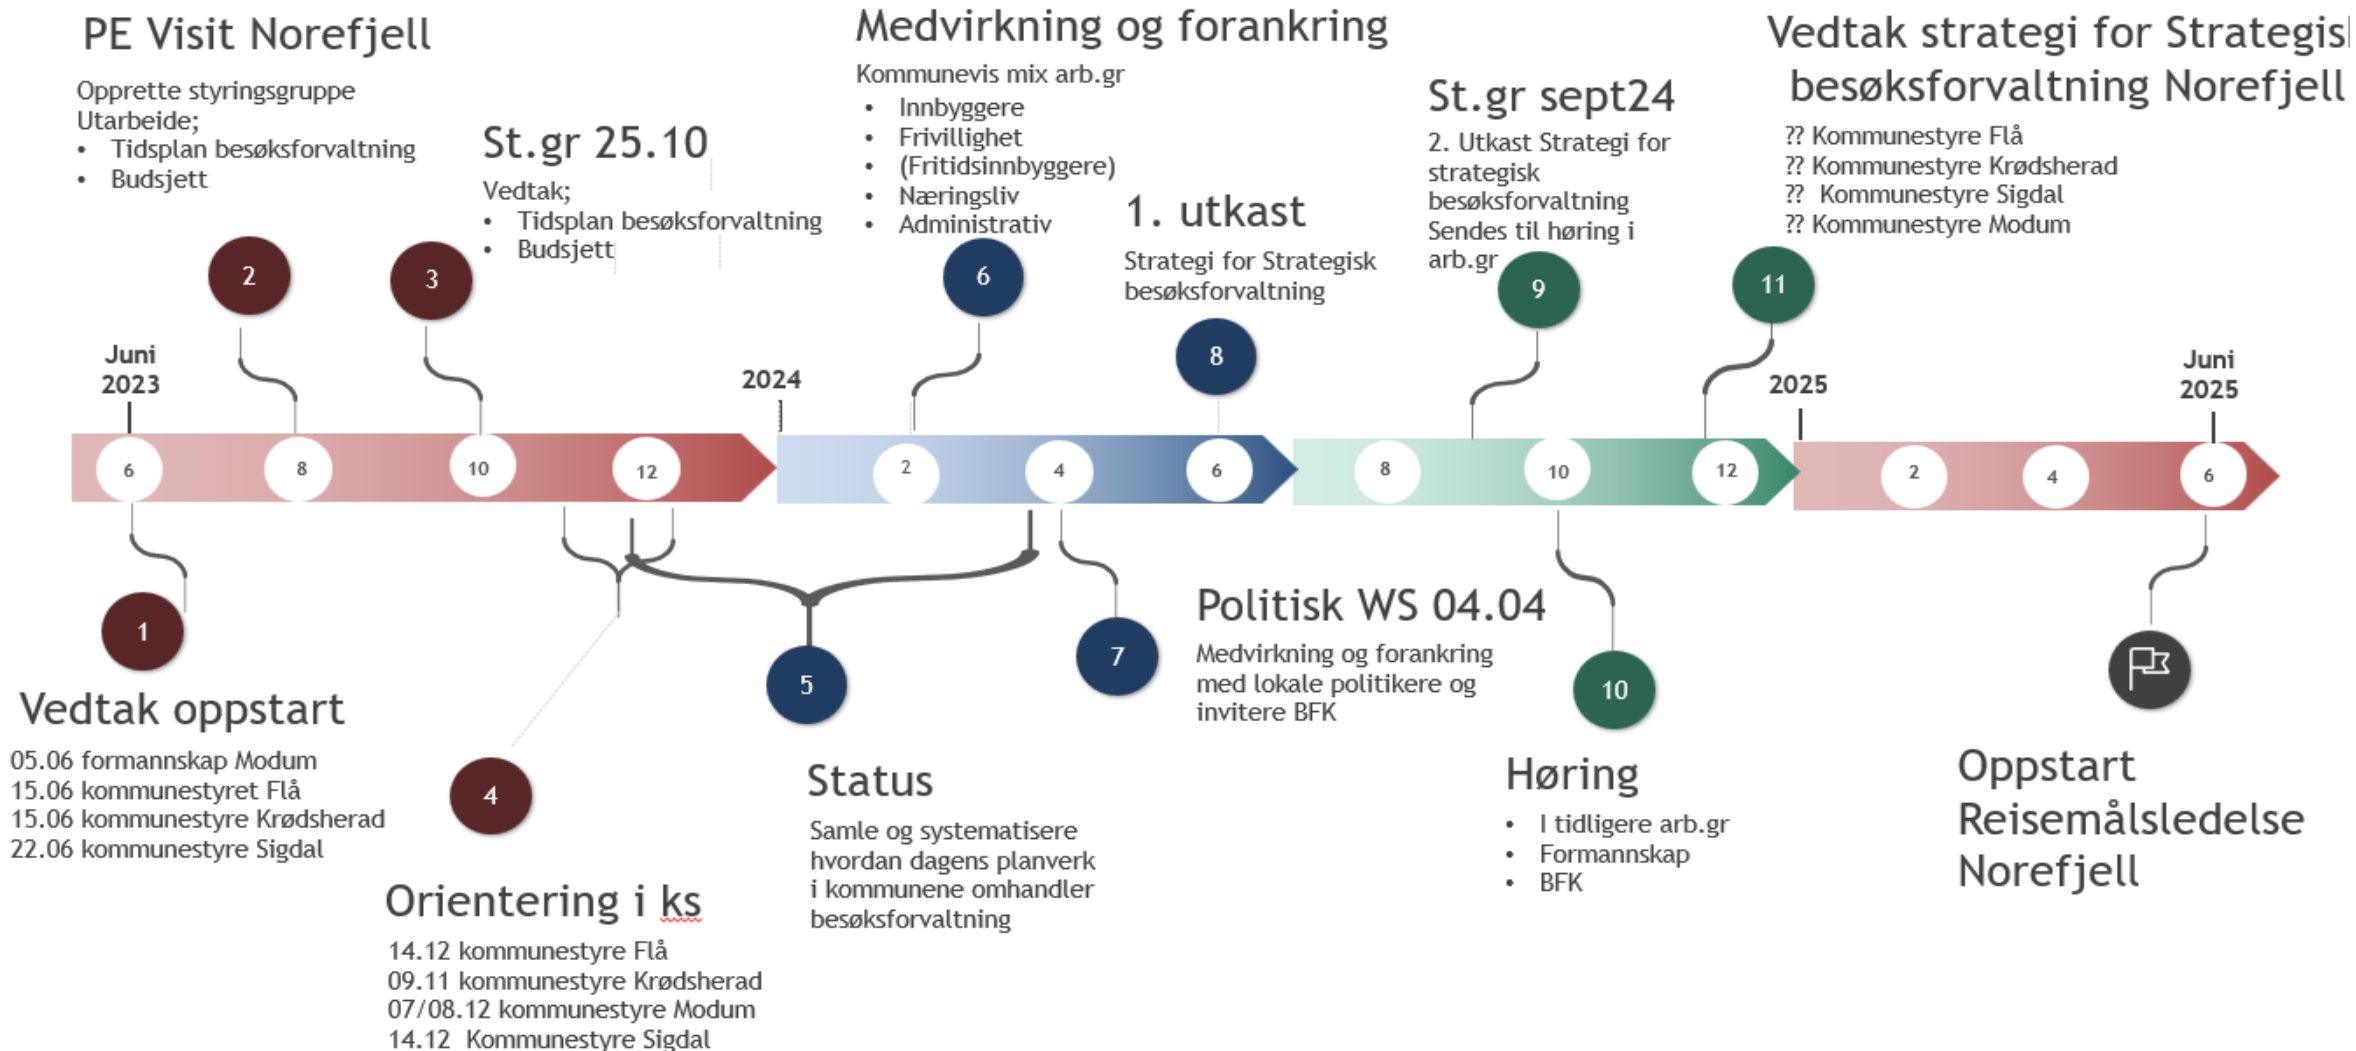 PE Visit Norefjell
Opprette styringsgruppe
Utarbeide;
• Tidsplan besøksforvaltning
• Budsjett
St.gr 25.10
Vedtak;
• Tidsplan besøksforvaltning
• Budsjett
Medvirkning og forankring
Kommunevis mix arb.gr
• Innbyggere
• Frivillighet
• (Fritidsinnbyggere)
• Næringsliv
• Administrativ
1. utkast
Strategi for Strategisk
besøksforvaltning
St.gr sept24
2. Utkast Strategi for
strategisk
besøksforvaltning
Sendes til høring i
arb.gr
Vedtak strategi for Strategis
besøksforvaltning Norefjell
?? Kommunestyre Flå
?? Kommunestyre Krødsherad
?? Kommunestyre Sigdal
?? Kommunestyre Modum
2
3
6
8
9
11
Juni
2023
2024
2025
Juni
2025
6
8
10
12
2
4
6
8
10
12
2
4
6
1
Vedtak oppstart
05.06 formannskap Modum
15.06 kommunestyret Flå
15.06 kommunestyre Krødsherad
22.06 kommunestyre Sigdal
4
Orientering i ks
14.12 kommunestyre Flå
09.11 kommunestyre Krødsherad
07/08.12 kommunestyre Modum
14.12 Kommunestyre Sigdal
5
Status
Samle og systematisere
hvordan dagens planverk
i kommunene omhandler
besøksforvaltning
7
Politisk WS 04.04
Medvirkning og forankring
med lokale politikere og
invitere BFK
10
Høring
• I tidligere arb.gr
• Formannskap
• BFK
Oppstart
Reisemålsledelse
Norefjell